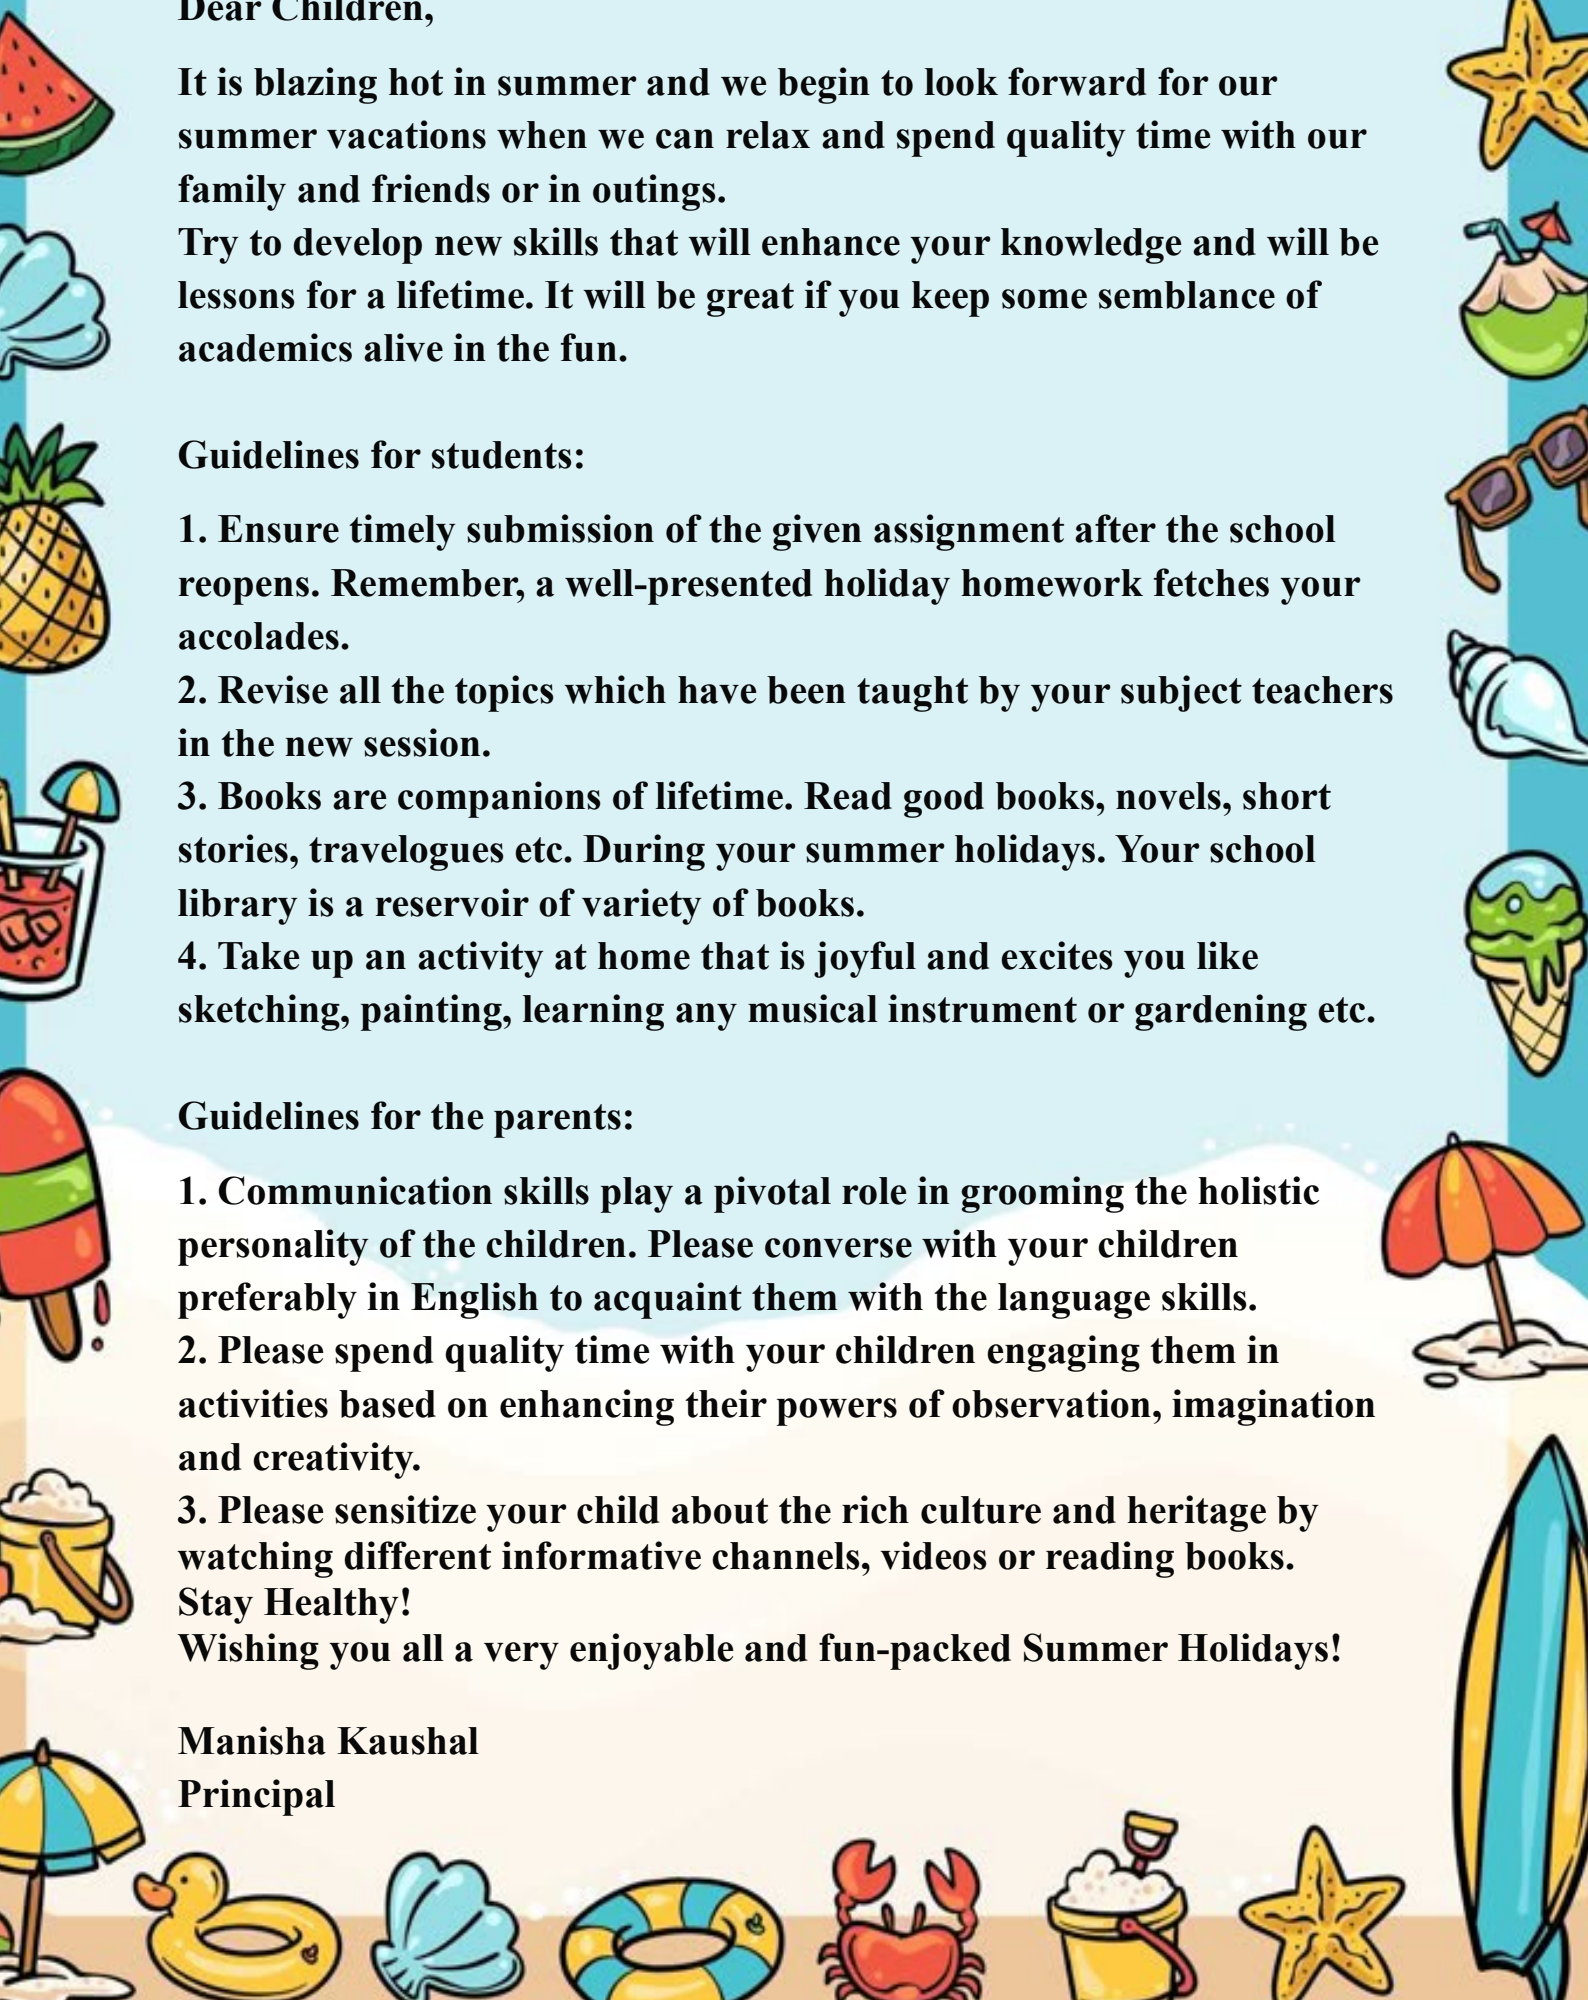 Dear Children,
It is blazing hot in summer and we begin to look forward for our
summer vacations when we can relax and spend quality time with our
family and friends or in outings.
Try to develop new skills that will enhance your knowledge and will be
lessons for a lifetime. It will be great if you keep some semblance of
academics alive in the fun.
Guidelines for students:
1. Ensure timely submission of the given assignment after the school
reopens. Remember, a well-presented holiday homework fetches your
accolades.
2. Revise all the topics which have been taught by your subject teachers
in the new session.
3. Books are companions of lifetime. Read good books, novels, short
stories, travelogues etc. During your summer holidays. Your school
library is a reservoir of variety of books.
4. Take up an activity at home that is joyful and excites you like
sketching, painting, learning any musical instrument or gardening etc.
Guidelines for the parents:
1. Communication skills play a pivotal role in grooming the holistic
personality of the children. Please converse with your children
preferably in English to acquaint them with the language skills.
2. Please spend quality time with your children engaging them in
activities based on enhancing their powers of observation, imagination
and creativity.
3. Please sensitize your child about the rich culture and heritage by
watching different informative channels, videos or reading books.
Stay Healthy!
Wishing you all a very enjoyable and fun-packed Summer Holidays!
Manisha Kaushal
Principal